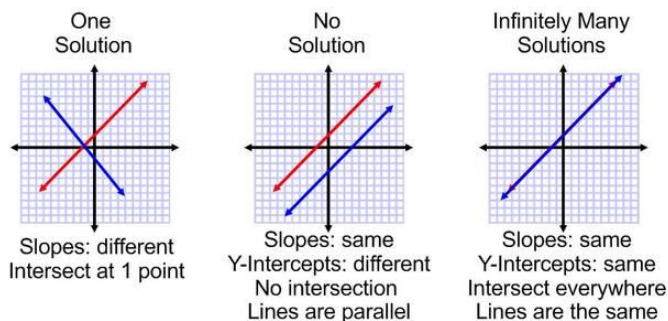 One
Solution
Slopes: different
Intersect at 1 point
No
Solution
Slopes: same
Y-Intercepts: different
No intersection
Lines are parallel
Infinitely Many
Solutions
Slopes: same
Y-Intercepts: same
Intersect everywhere
Lines are the same